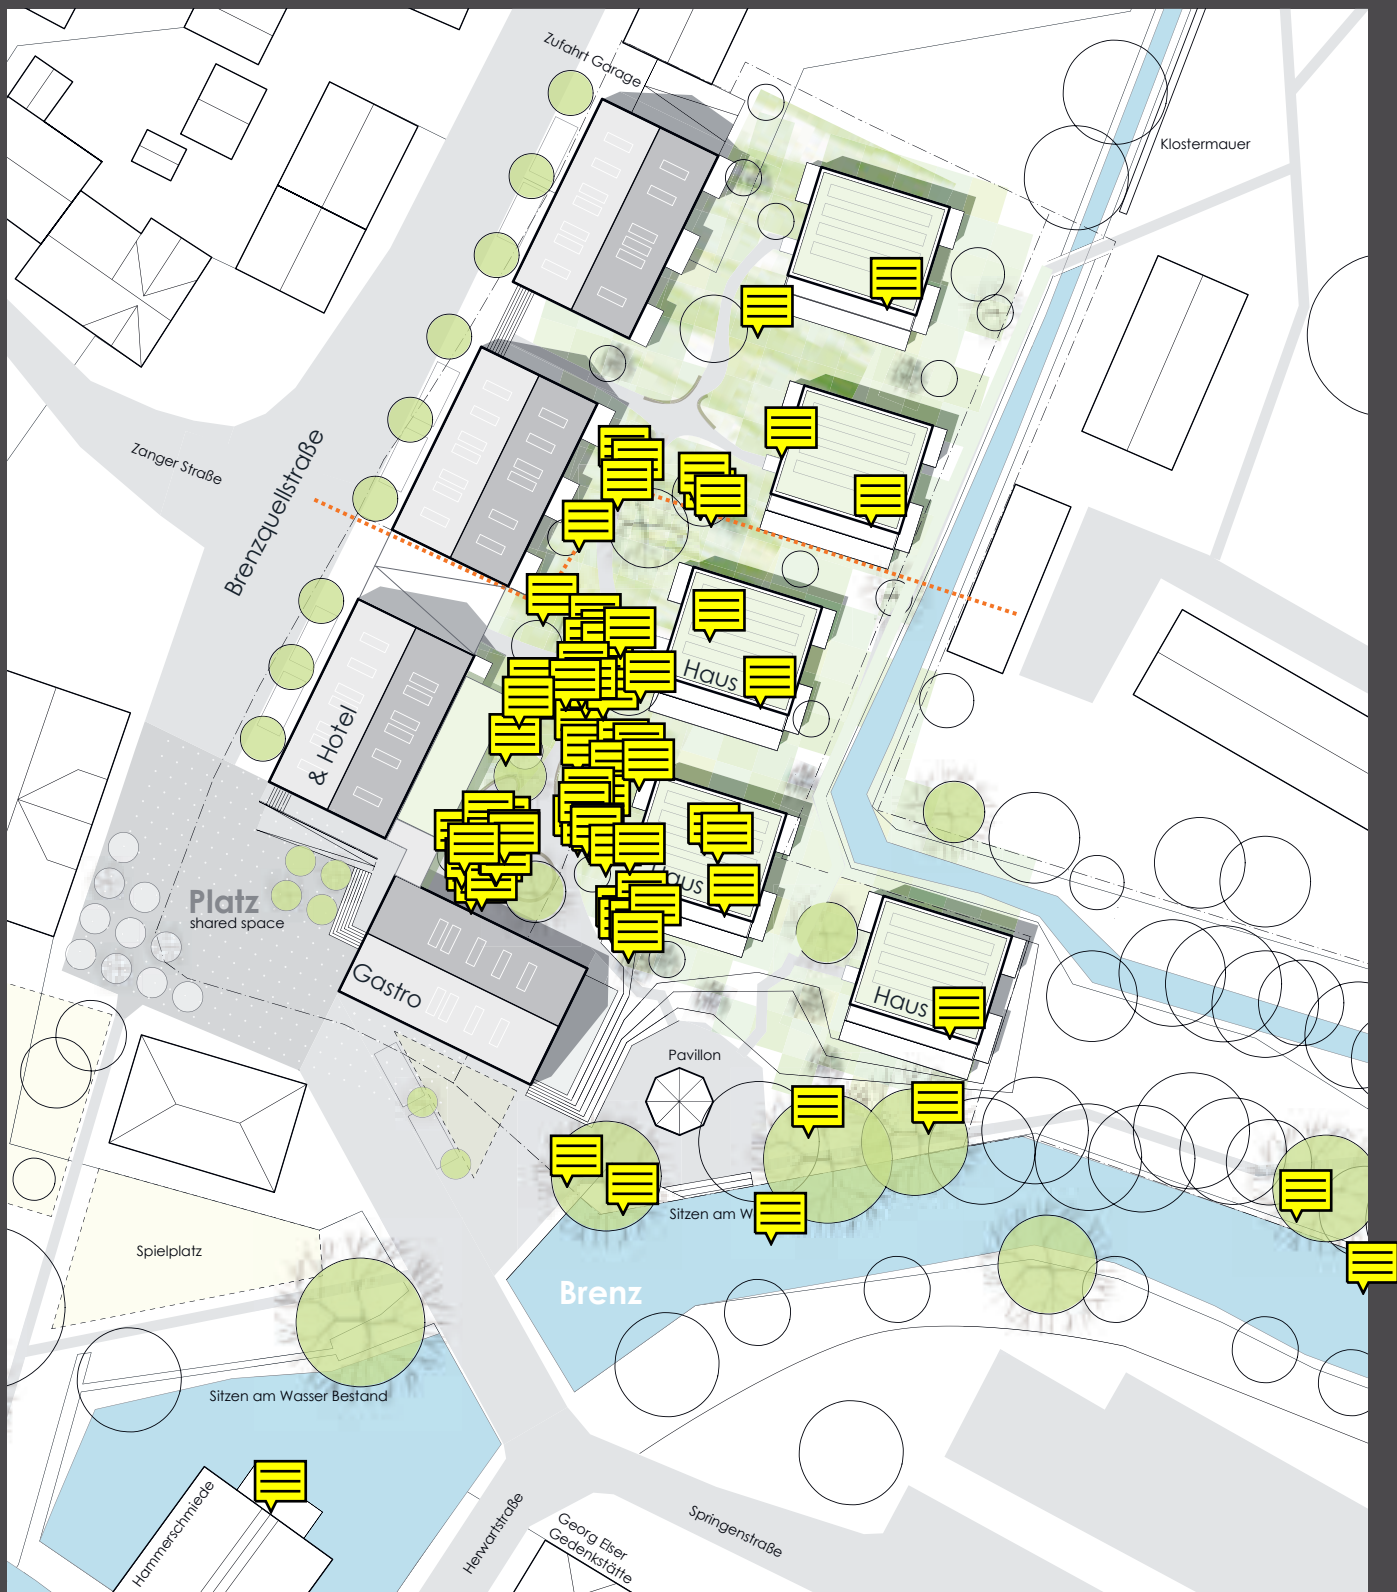 Zufahrt Garage
Klostermauer
Zanger Straße
Brenzquellstraße
Haus
& Hotel
Platz
shared space
Haus
Gastro
Haus
Pavillon
Sitzen am W
Spielplatz
Brenz
Sitzen am Wasser Bestand
Hammerschmiede
Herwartstraße
Georg Elser
Gedenkstätte
Springenstraße